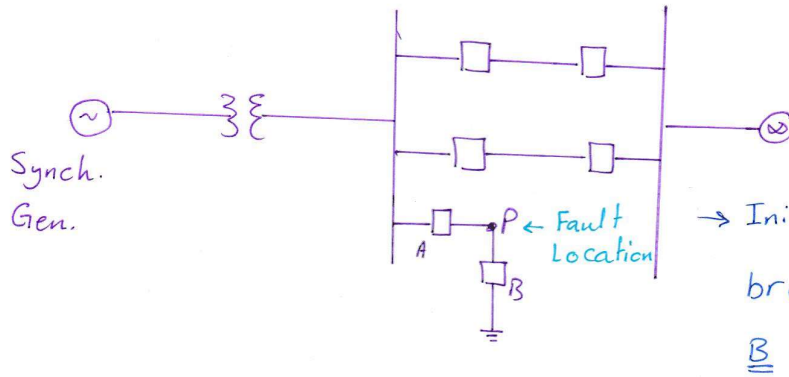 ~
∞
Synch.
Gen.
P ← Fault
Location
A
B
→ Ini
br
B